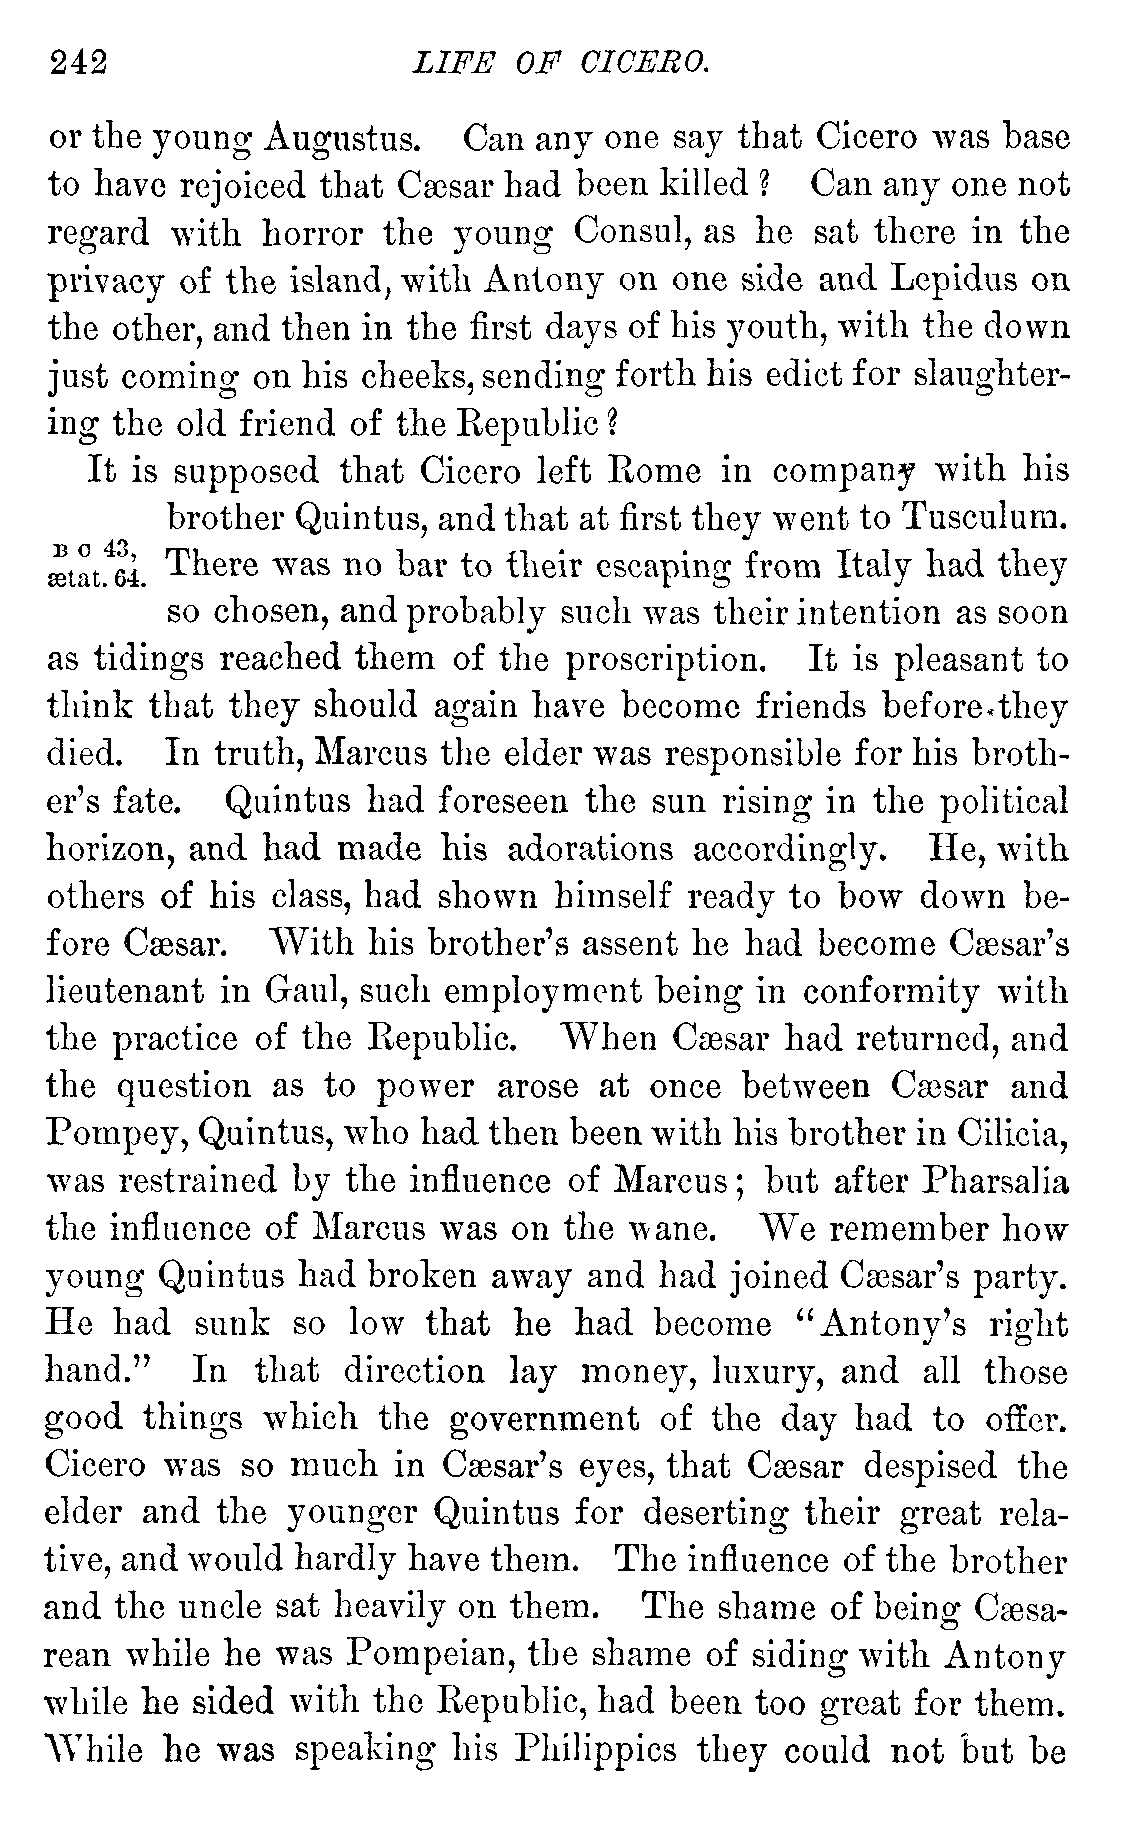 242 LIFE OF CICERO.
or the young Augustus. Can any one say that Cicero was base
to have rejoiced that Cæsar had been killed? Can any one not
regard with horror the young Consul, as he sat there in the
privacy of the island, with Antony on one side and Lepidus on
the other, and then in the first days of his youth, with the down
just coming on his cheeks, sending forth his edict for slaughter-
ing the old friend of the Republic?
It is supposed that Cicero left Rome in company with his
brother Quintus, and that at first they went to Tusculum.
B C 43,
ætat. 64.
There was no bar to their escaping from Italy had they
so chosen, and probably such was their intention as soon
as tidings reached them of the proscription. It is pleasant to
think that they should again have become friends before they
died. In truth, Marcus the elder was responsible for his broth-
er's fate. Quintus had foreseen the sun rising in the political
horizon, and had made his adorations accordingly. He, with
others of his class, had shown himself ready to bow down be-
fore Cæsar. With his brother's assent he had become Cæsar's
lieutenant in Gaul, such employment being in conformity with
the practice of the Republic. When Cæsar had returned, and
the question as to power arose at once between Cæsar and
Pompey, Quintus, who had then been with his brother in Cilicia,
was restrained by the influence of Marcus; but after Pharsalia
the influence of Marcus was on the wane. We remember how
young Quintus had broken away and had joined Cæsar's party.
He had sunk so low that he had become "Antony's right
hand." In that direction lay money, luxury, and all those
good things which the government of the day had to offer.
Cicero was so much in Cæsar's eyes, that Cæsar despised the
elder and the younger Quintus for deserting their great rela-
tive, and would hardly have them. The influence of the brother
and the uncle sat heavily on them. The shame of being Cæsa-
rean while he was Pompeian, the shame of siding with Antony
while he sided with the Republic, had been too great for them.
While he was speaking his Philippics they could not but be